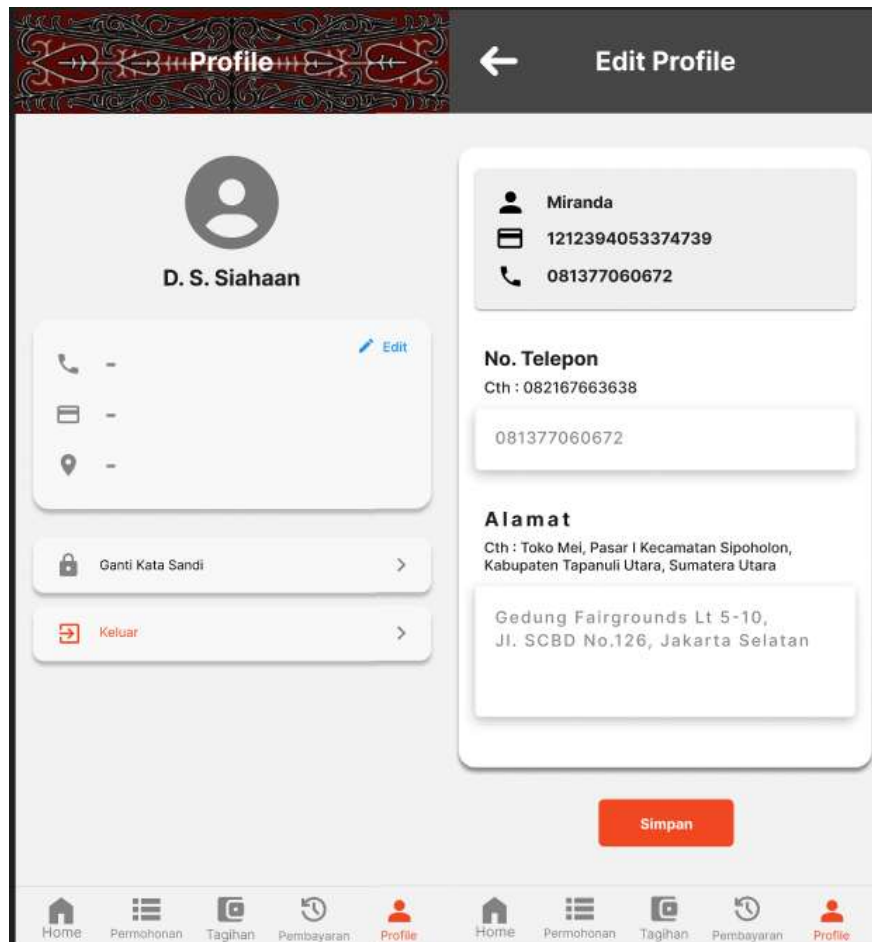 Profile
D. S. Siahaan
Edit
-
-
-
Ganti Kata Sandi
Keluar
Home Permohonan Tagihan Pembayaran Profile
Edit Profile
Miranda
1212394053374739
081377060672
No. Telepon
Cth : 082167663638
081377060672
Alamat
Cth : Toko Mei, Pasar I Kecamatan Sipoholon,
Kabupaten Tapanuli Utara, Sumatera Utara
Gedung Fairgrounds Lt 5-10,
Jl. SCBD No.126, Jakarta Selatan
Simpan
Home Permohonan Tagihan Pembayaran Profile